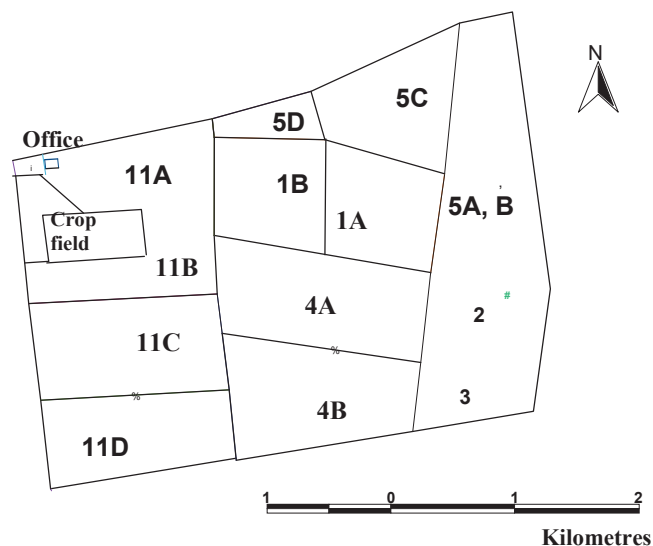 N
5C
5D
Office
i
11A
1B
5A, B
,
Crop
field
1A
11B
4A
2
#
11C
%
3
%
4B
11D
1 0 1 2
Kilometres